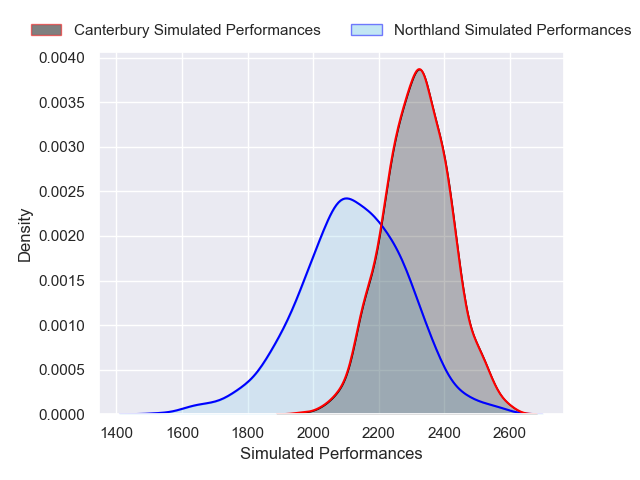 Canterbury Simulated Performances
Northland Simulated Performances
0.0040
0.0035
0.0030
0.0025
0.0020
0.0015
0.0010
0.0005
0.0000
Density
1400 1600 1800 2000 2200 2400 2600
Simulated Performances